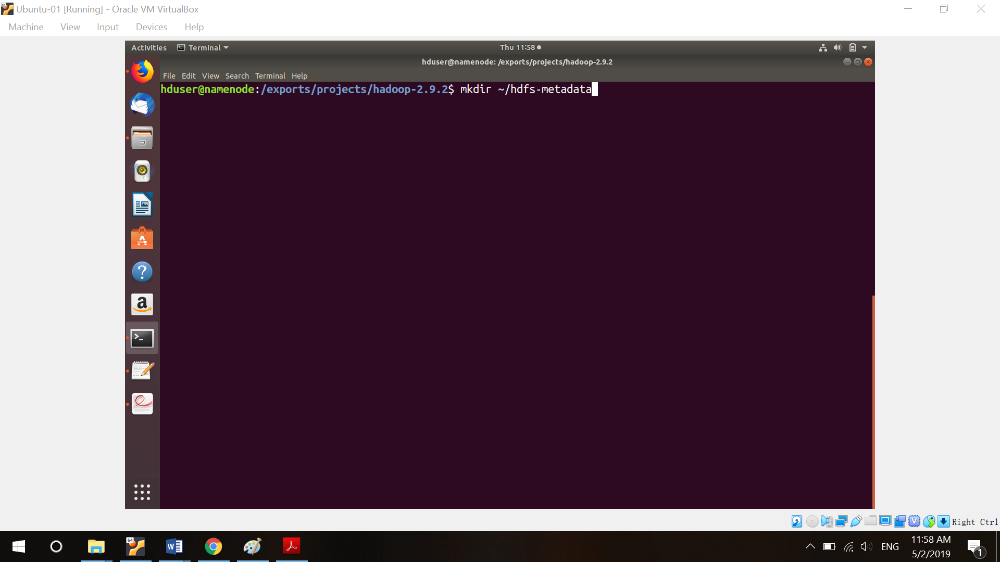 Ubuntu-01 [Running] - Oracle VM VirtualBox
Machine View Input Devices Help
Activities Terminal Thu 11:58
hduser@namenode: /exports/projects/hadoop-2.9.2
File Edit View Search Terminal Help
hduser@namenode:/exports/projects/hadoop-2.9.2$ mkdir ~/hdfs-metadata
Right Ctrl
64
ENG
11:58 AM
5/2/2019
1